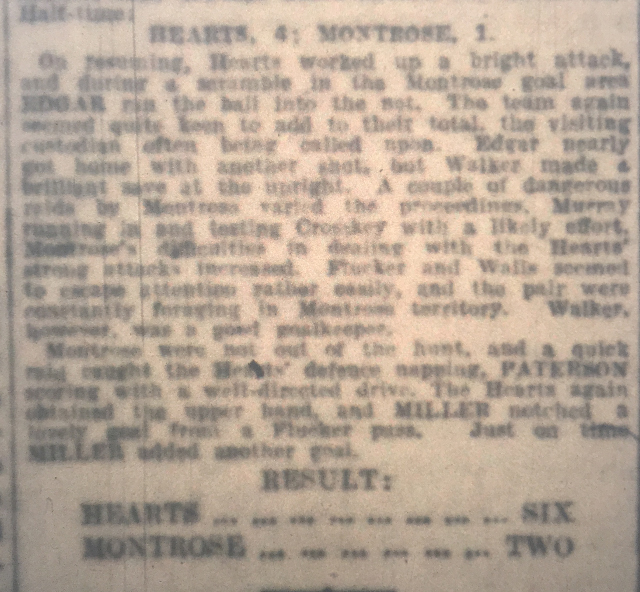 Half-time:
HEARTS, 4; MONTROSE, 1.
On resuming, Hearts worked up a bright attack,
and during a scramble in the Montrose goal area
EDGAR ran the ball into the net. The team again
seemed quite keen to add to their total, the visiting
custodian often being called upon. Edgar nearly
got home with another shot, but Walker made a
brilliant save at the upright. A couple of dangerous
raids by Montrose varied the proceedings, Murray
running in and testing Crosskey with a likely effort.
Montrose's difficulties in dealing with the Hearts'
strong attacks increased. Flucker and Walls seemed
to escape attention rather easily, and the pair were
constantly foraging in Montrose territory. Walker,
however, was a good goalkeeper.
Montrose were not out of the hunt, and a quick
raid caught the Hearts' defence napping, PATERSON
scoring with a well-directed drive. The Hearts again
obtained the upper hand, and MILLER notched a
lovely goal from a Flucker pass. Just on time
MILLER added another goal.
RESULT:
HEARTS ... ... ... ... ... ... ... ... SIX
MONTROSE ... ... ... ... ... ... ... TWO